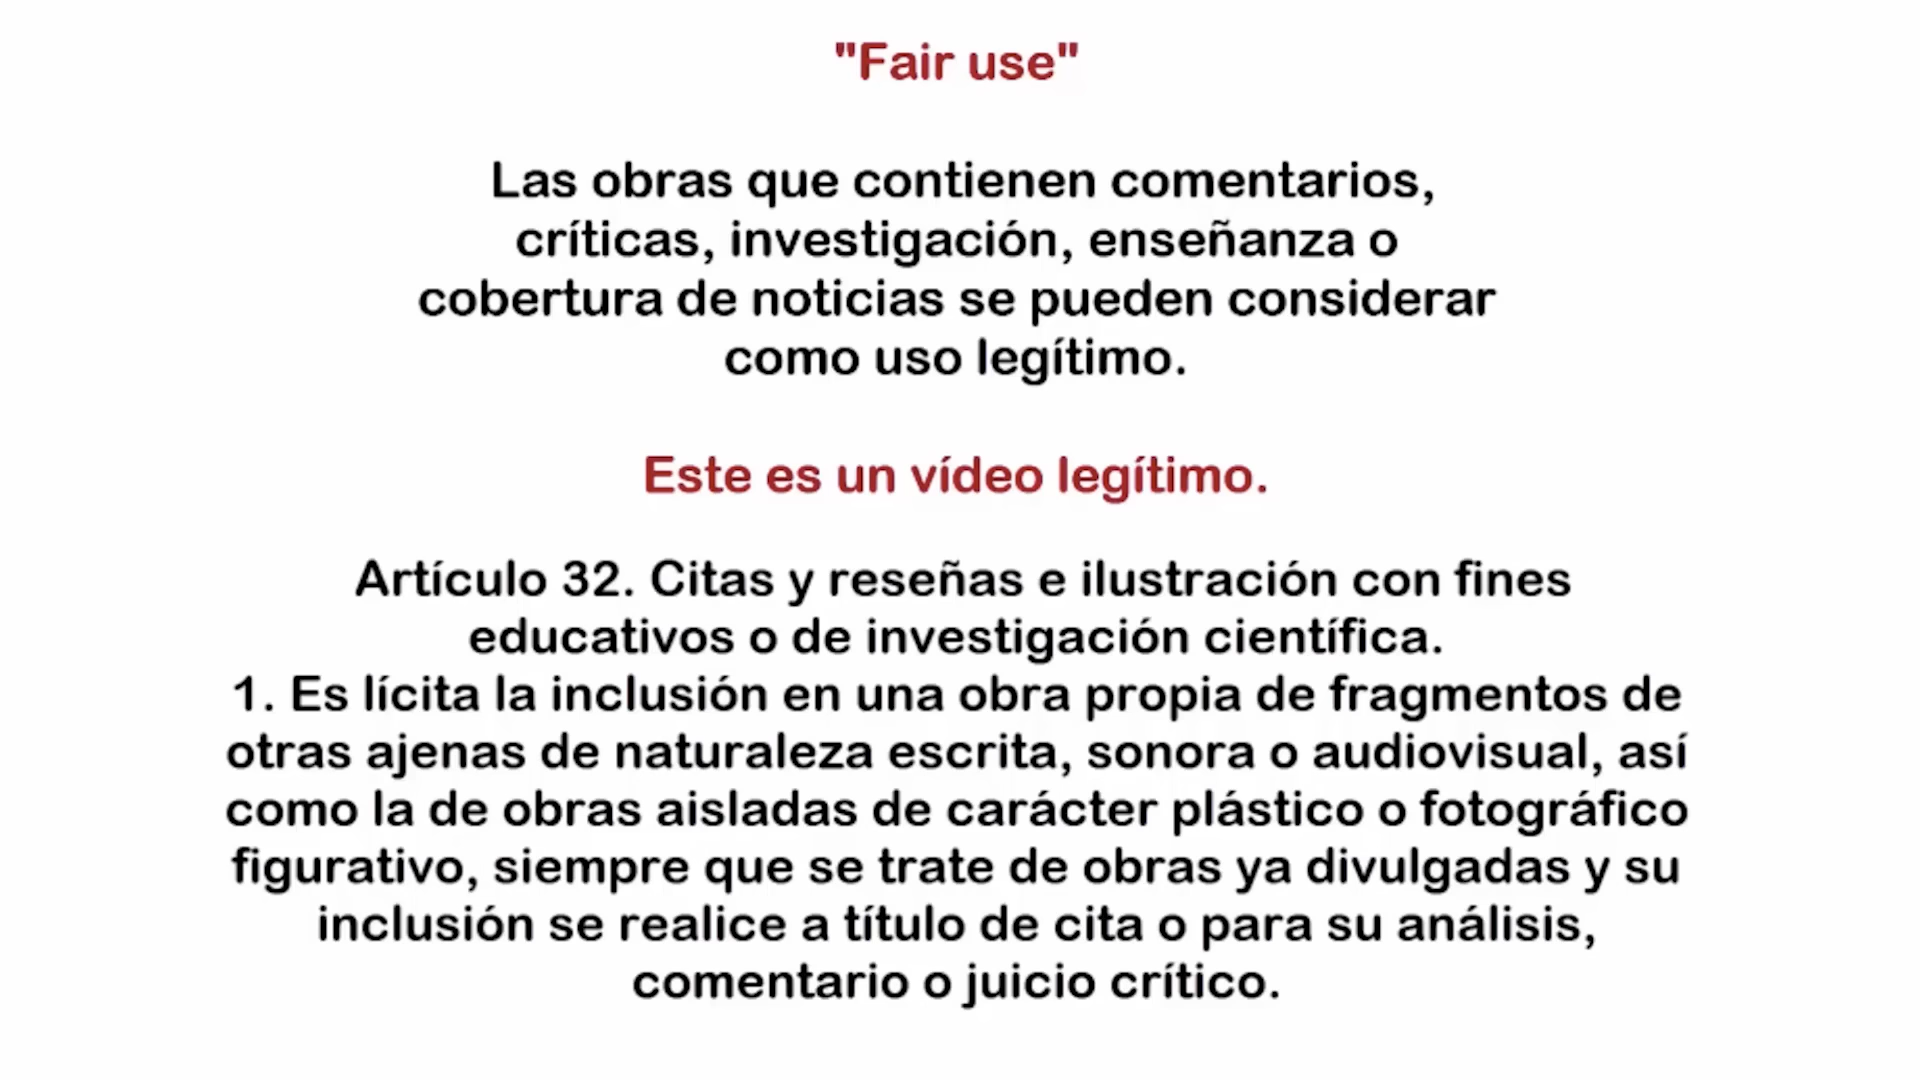 "Fair use"
Las obras que contienen comentarios,
críticas, investigación, enseñanza o
cobertura de noticias se pueden considerar
como uso legítimo.
Este es un vídeo legítimo.
Artículo 32. Citas y reseñas e ilustración con fines
educativos o de investigación científica.
1. Es lícita la inclusión en una obra propia de fragmentos de
otras ajenas de naturaleza escrita, sonora o audiovisual, así
como la de obras aisladas de carácter plástico o fotográfico
figurativo, siempre que se trate de obras ya divulgadas y su
inclusión se realice a título de cita o para su análisis,
comentario o juicio crítico.